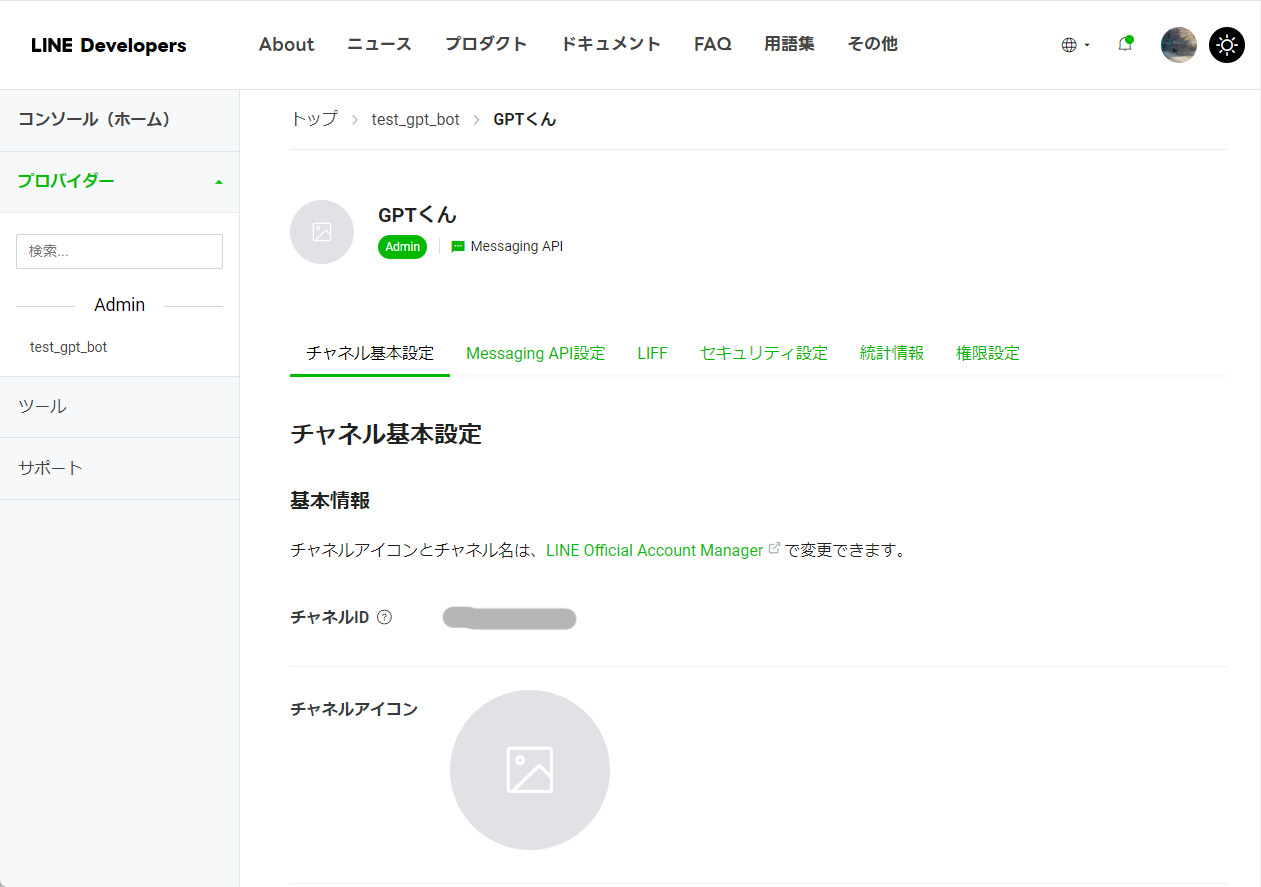 LINE Developers
About ニュース プロダクト ドキュメント FAQ 用語集 その他
コンソール（ホーム）
プロバイダー
検索...
Admin
test_gpt_bot
ツール
サポート
トップ > test_gpt_bot > GPTくん
GPTくん
Admin Messaging API
チャネル基本設定 Messaging API設定 LIFF セキュリティ設定 統計情報 権限設定
チャネル基本設定
基本情報
チャネルアイコンとチャネル名は、LINE Official Account Manager で変更できます。
チャネルID ?
チャネルアイコン